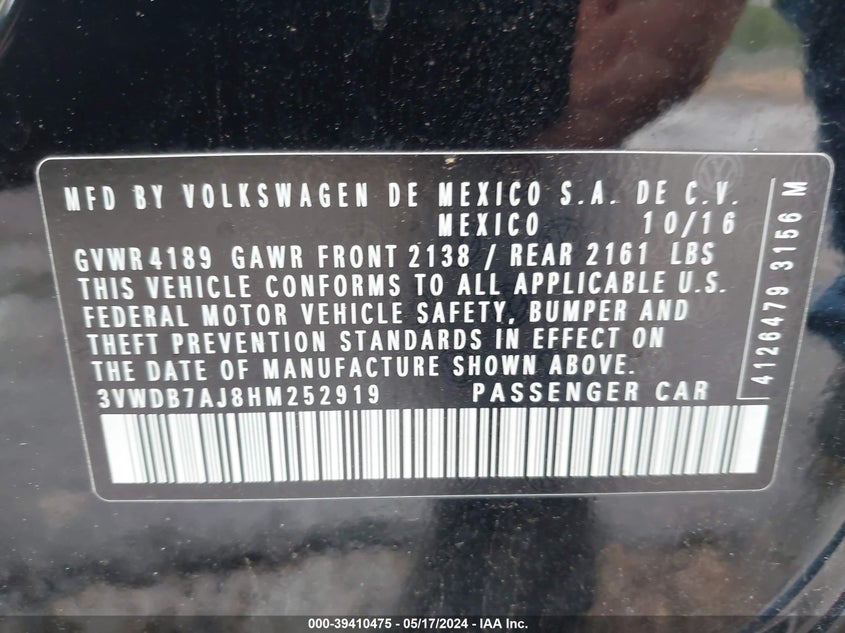 MFD BY VOLKSWAGEN DE MEXICO S.A. DE C.V.
MEXICO 10/16
GVWR 4189 GAWR FRONT 2138 / REAR 2161 LBS
THIS VEHICLE CONFORMS TO ALL APPLICABLE U.S.
FEDERAL MOTOR VEHICLE SAFETY, BUMPER AND
THEFT PREVENTION STANDARDS IN EFFECT ON
THE DATE OF MANUFACTURE SHOWN ABOVE.
3VWDB7AJ8HM252919 PASSENGER CAR
4126479 3156 M
000-39410475 - 05/17/2024 - IAA Inc.